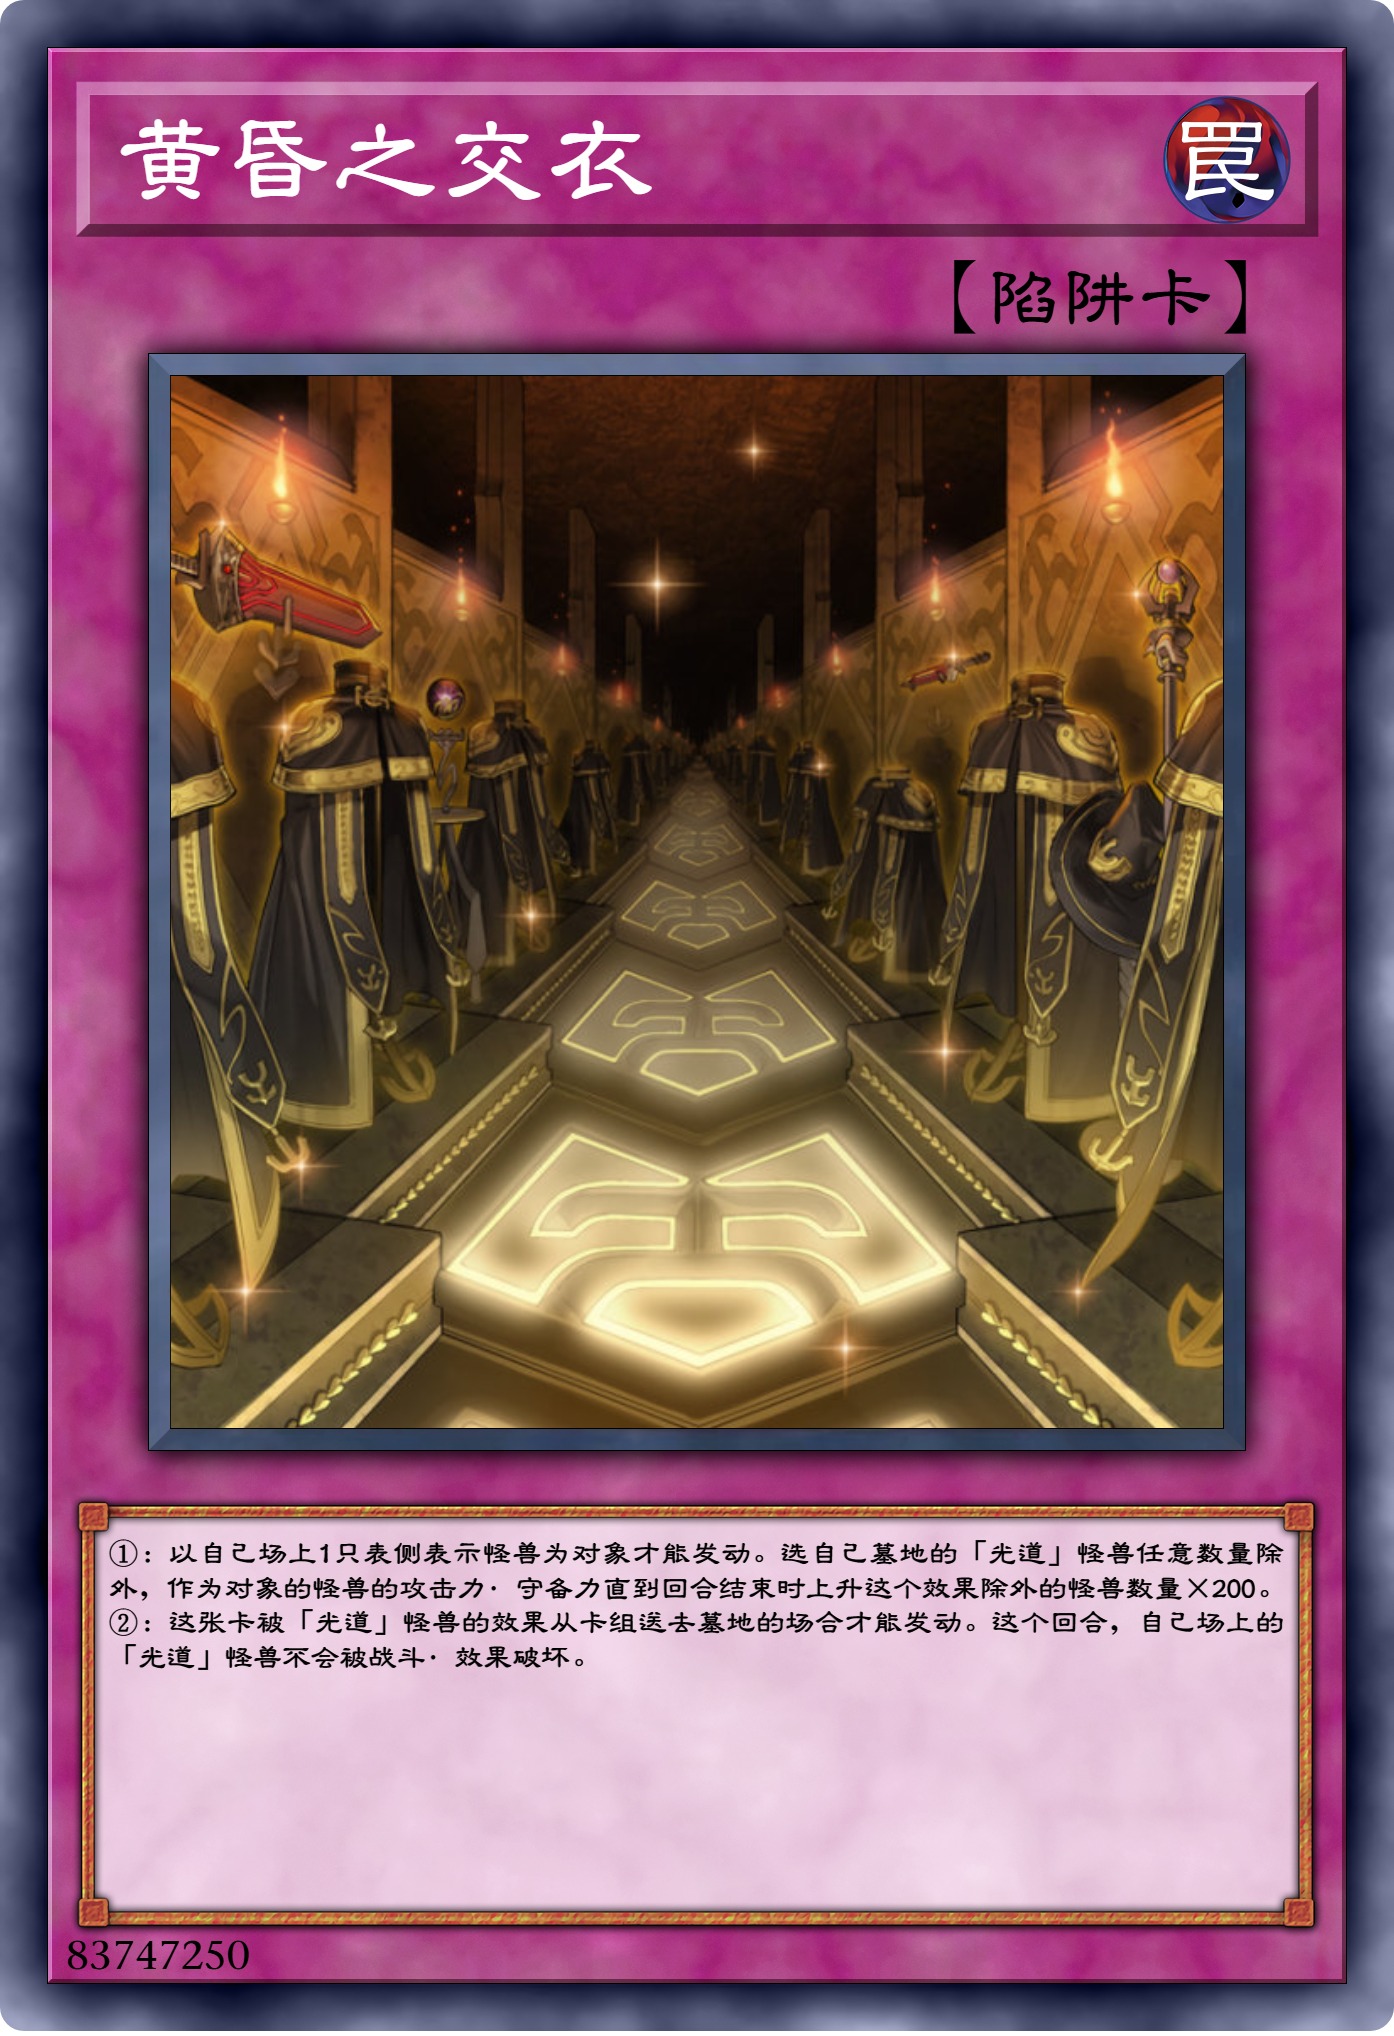 黄昏之交衣
罠
【陷阱卡】
①：以自己场上1只表侧表示怪兽为对象才能发动。选自己墓地的「光道」怪兽任意数量除
外，作为对象的怪兽的攻击力·守备力直到回合结束时上升这个效果除外的怪兽数量×200。
②：这张卡被「光道」怪兽的效果从卡组送去墓地的场合才能发动。这个回合，自己场上的
「光道」怪兽不会被战斗·效果破坏。
83747250